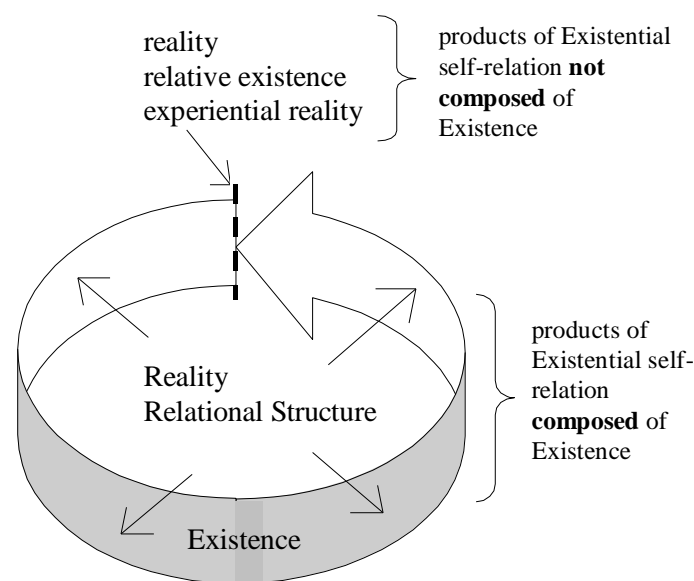 reality
relative existence
experiential reality
products of Existential
self-relation not
composed of
Existence
Reality
Relational Structure
products of
Existential self-
relation
composed of
Existence
Existence